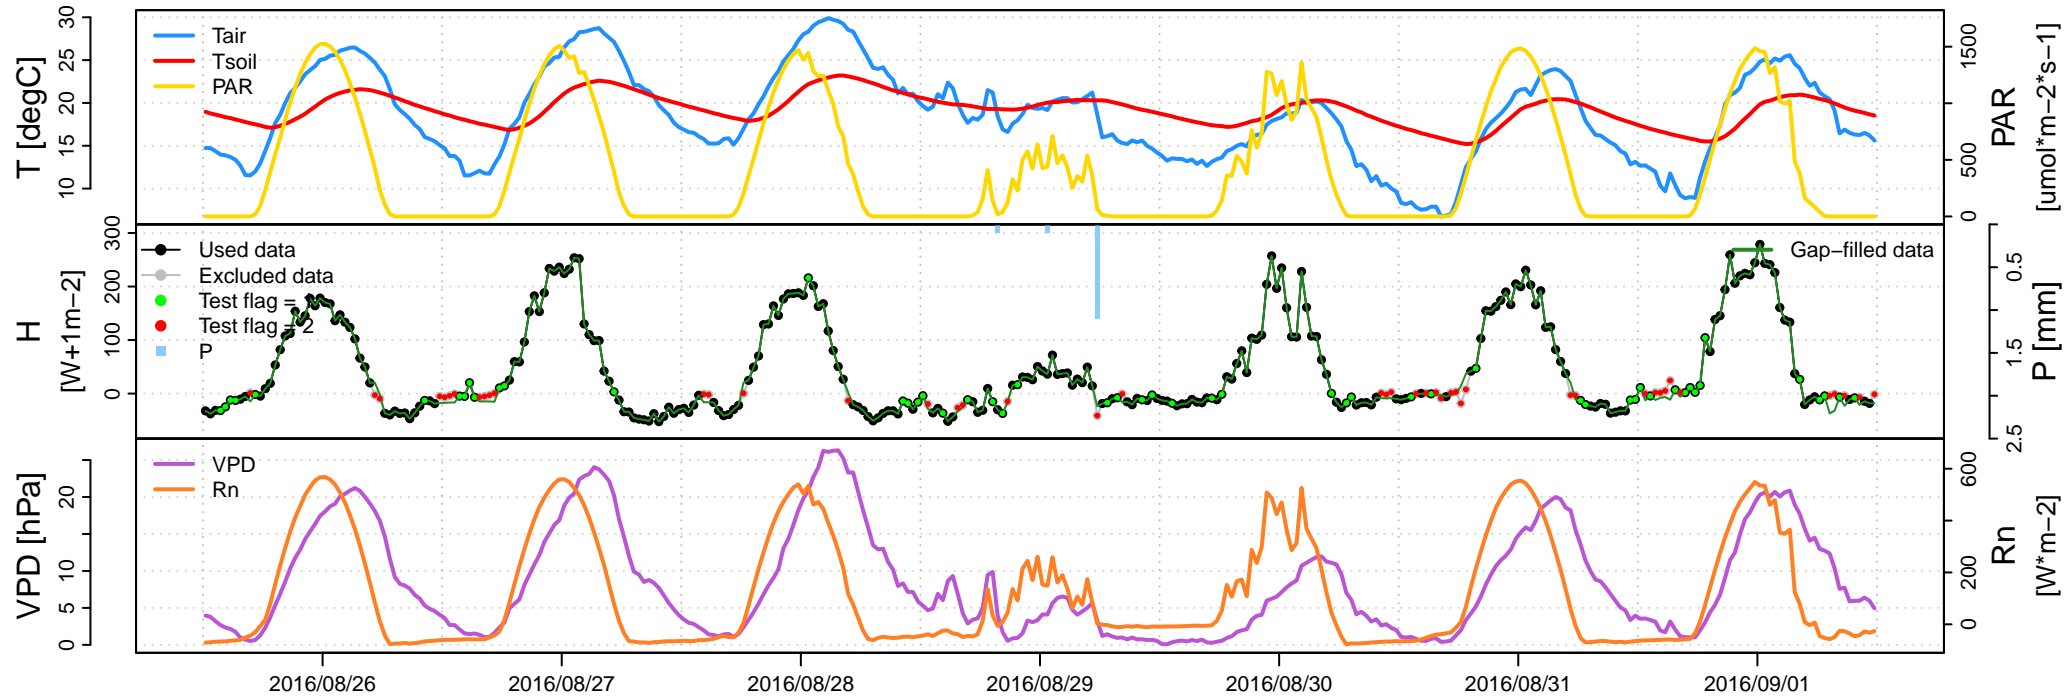 T [degC]
10 15 20 25 30
Tair
Tsoil
PAR
0 500 1500
PAR
[umol*m−2*s−1]
H
[W+1m−2]
0 100 200 300
Used data
Excluded data
Test flag =
Test flag = 2
P
Gap−filled data
0.5 1.5 2.5
P [mm]
VPD [hPa]
0 5 10 20
VPD
Rn
0 200 600
Rn
[W*m−2]
2016/08/26 2016/08/27 2016/08/28 2016/08/29 2016/08/30 2016/08/31 2016/09/01